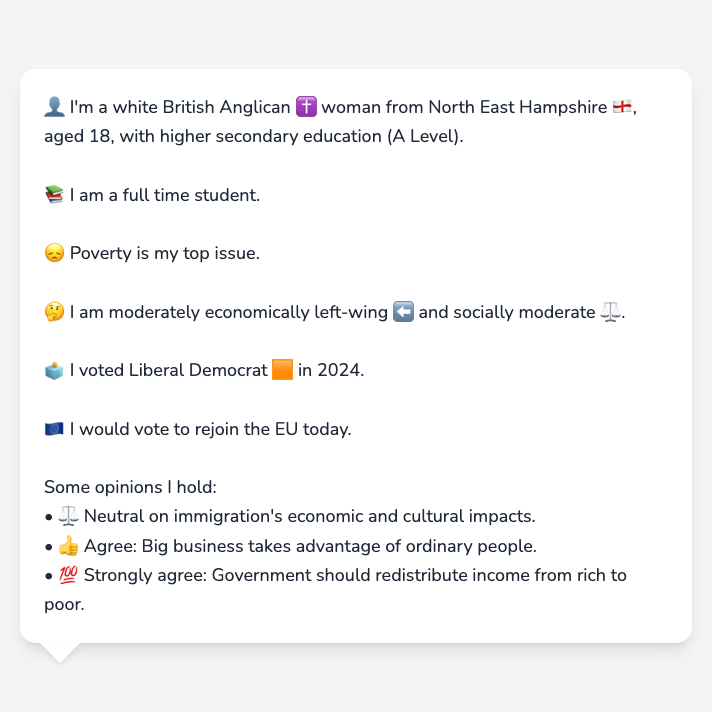 👤 I'm a white British Anglican ✝️ woman from North East Hampshire 🏴󠁧󠁢󠁥󠁮󠁧󠁿,
aged 18, with higher secondary education (A Level).
📚 I am a full time student.
😞 Poverty is my top issue.
🤔 I am moderately economically left-wing ⬅️ and socially moderate ⚖️.
🗳️ I voted Liberal Democrat 🟧 in 2024.
🇪🇺 I would vote to rejoin the EU today.
Some opinions I hold:
• ⚖️ Neutral on immigration's economic and cultural impacts.
• 👍 Agree: Big business takes advantage of ordinary people.
• 💯 Strongly agree: Government should redistribute income from rich to
poor.